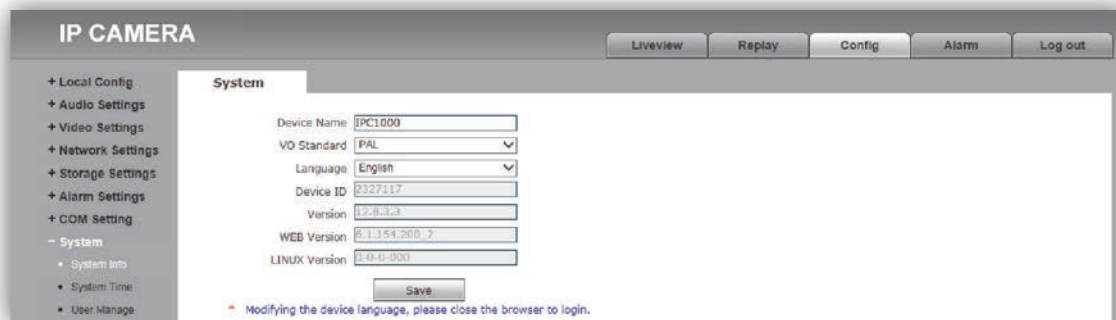 IP CAMERA
Liveview Replay Config Alarm Log out
+ Local Config
+ Audio Settings
+ Video Settings
+ Network Settings
+ Storage Settings
+ Alarm Settings
+ COM Setting
− System
• System Info
• System Time
• User Manage
System
Device Name IPC1000
VO Standard PAL
Language English
Device ID 2327117
Version 12.8.3.3
WEB Version 6.1.154.200_2
LINUX Version 0-0-0-000
Save
* Modifying the device language, please close the browser to login.